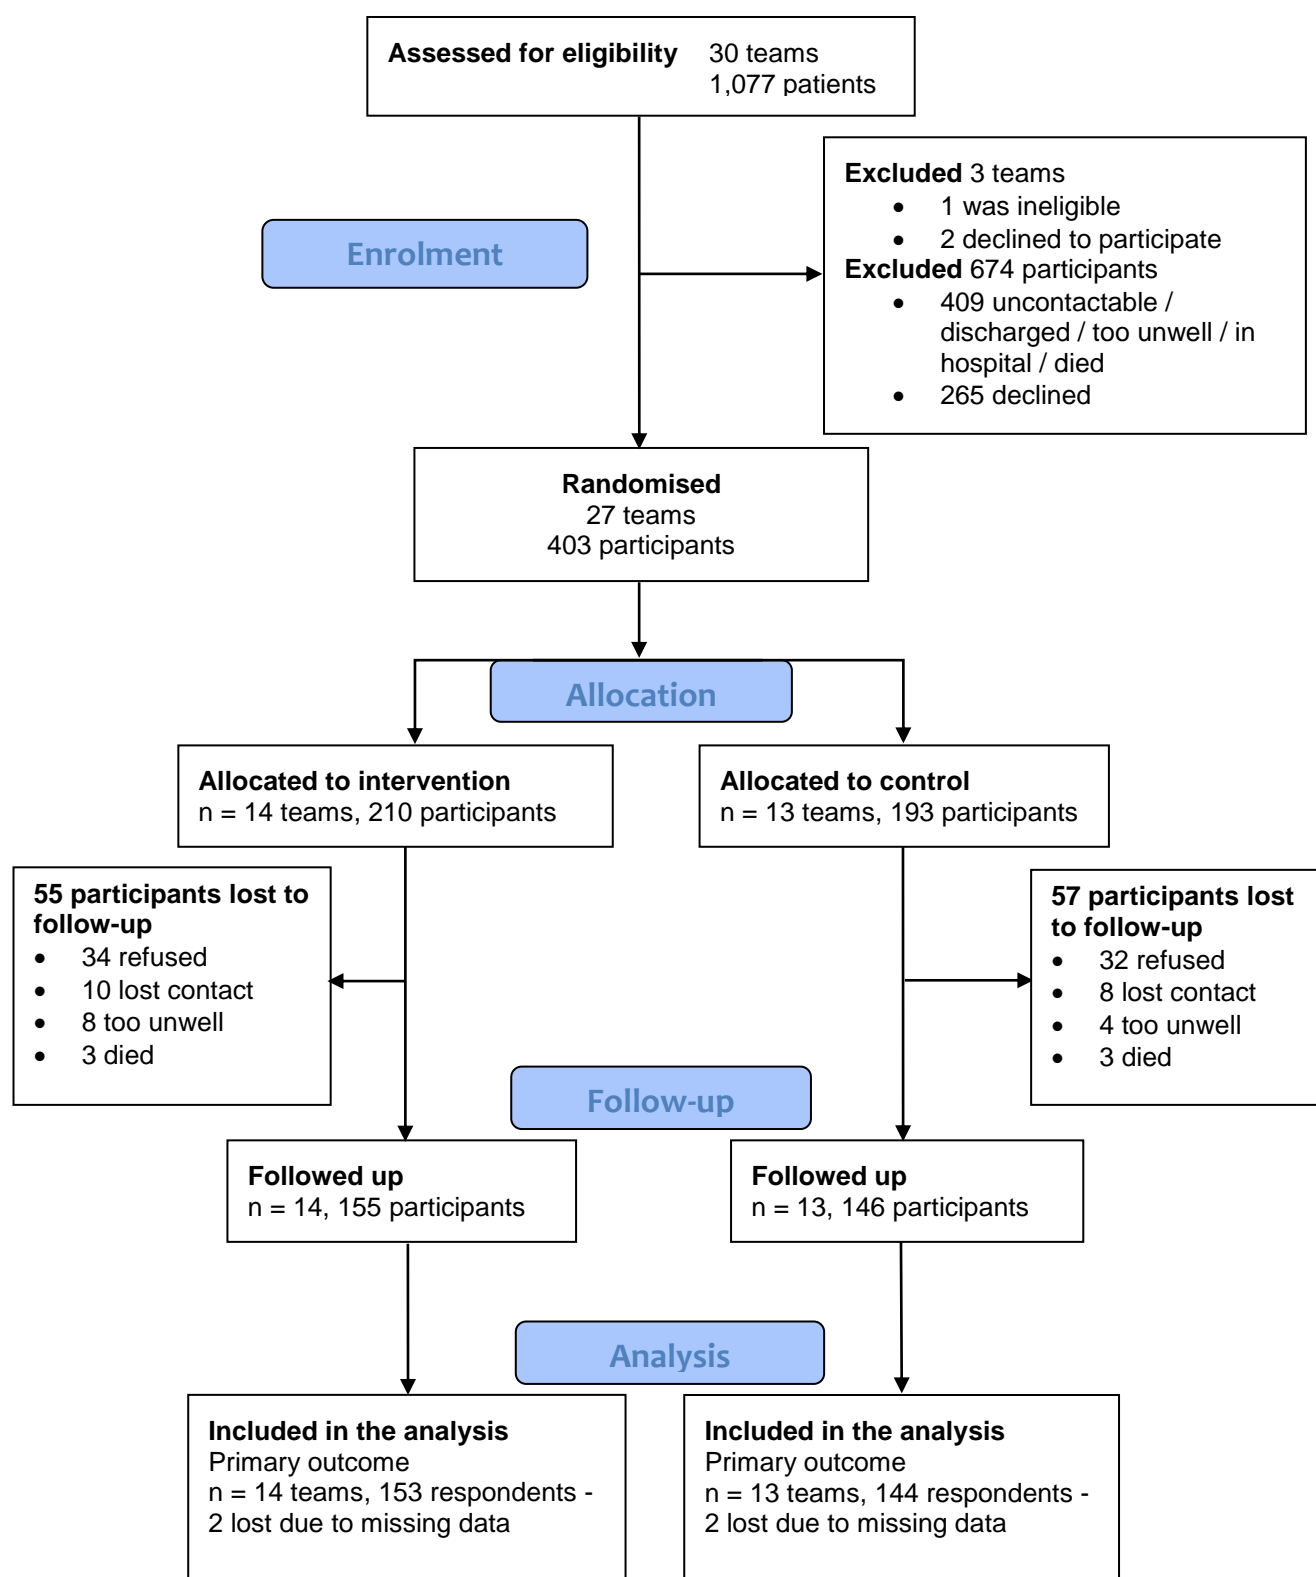 Assessed for eligibility 30 teams
1,077 patients
Excluded 3 teams
• 1 was ineligible
• 2 declined to participate
Excluded 674 participants
• 409 uncontactable /
discharged / too unwell / in
hospital / died
• 265 declined
Enrolment
Randomised
27 teams
403 participants
Allocation
Allocated to intervention
n = 14 teams, 210 participants
Allocated to control
n = 13 teams, 193 participants
55 participants lost to
follow-up
• 34 refused
• 10 lost contact
• 8 too unwell
• 3 died
57 participants lost
to follow-up
• 32 refused
• 8 lost contact
• 4 too unwell
• 3 died
Follow-up
Followed up
n = 14, 155 participants
Followed up
n = 13, 146 participants
Analysis
Included in the analysis
Primary outcome
n = 14 teams, 153 respondents -
2 lost due to missing data
Included in the analysis
Primary outcome
n = 13 teams, 144 respondents -
2 lost due to missing data